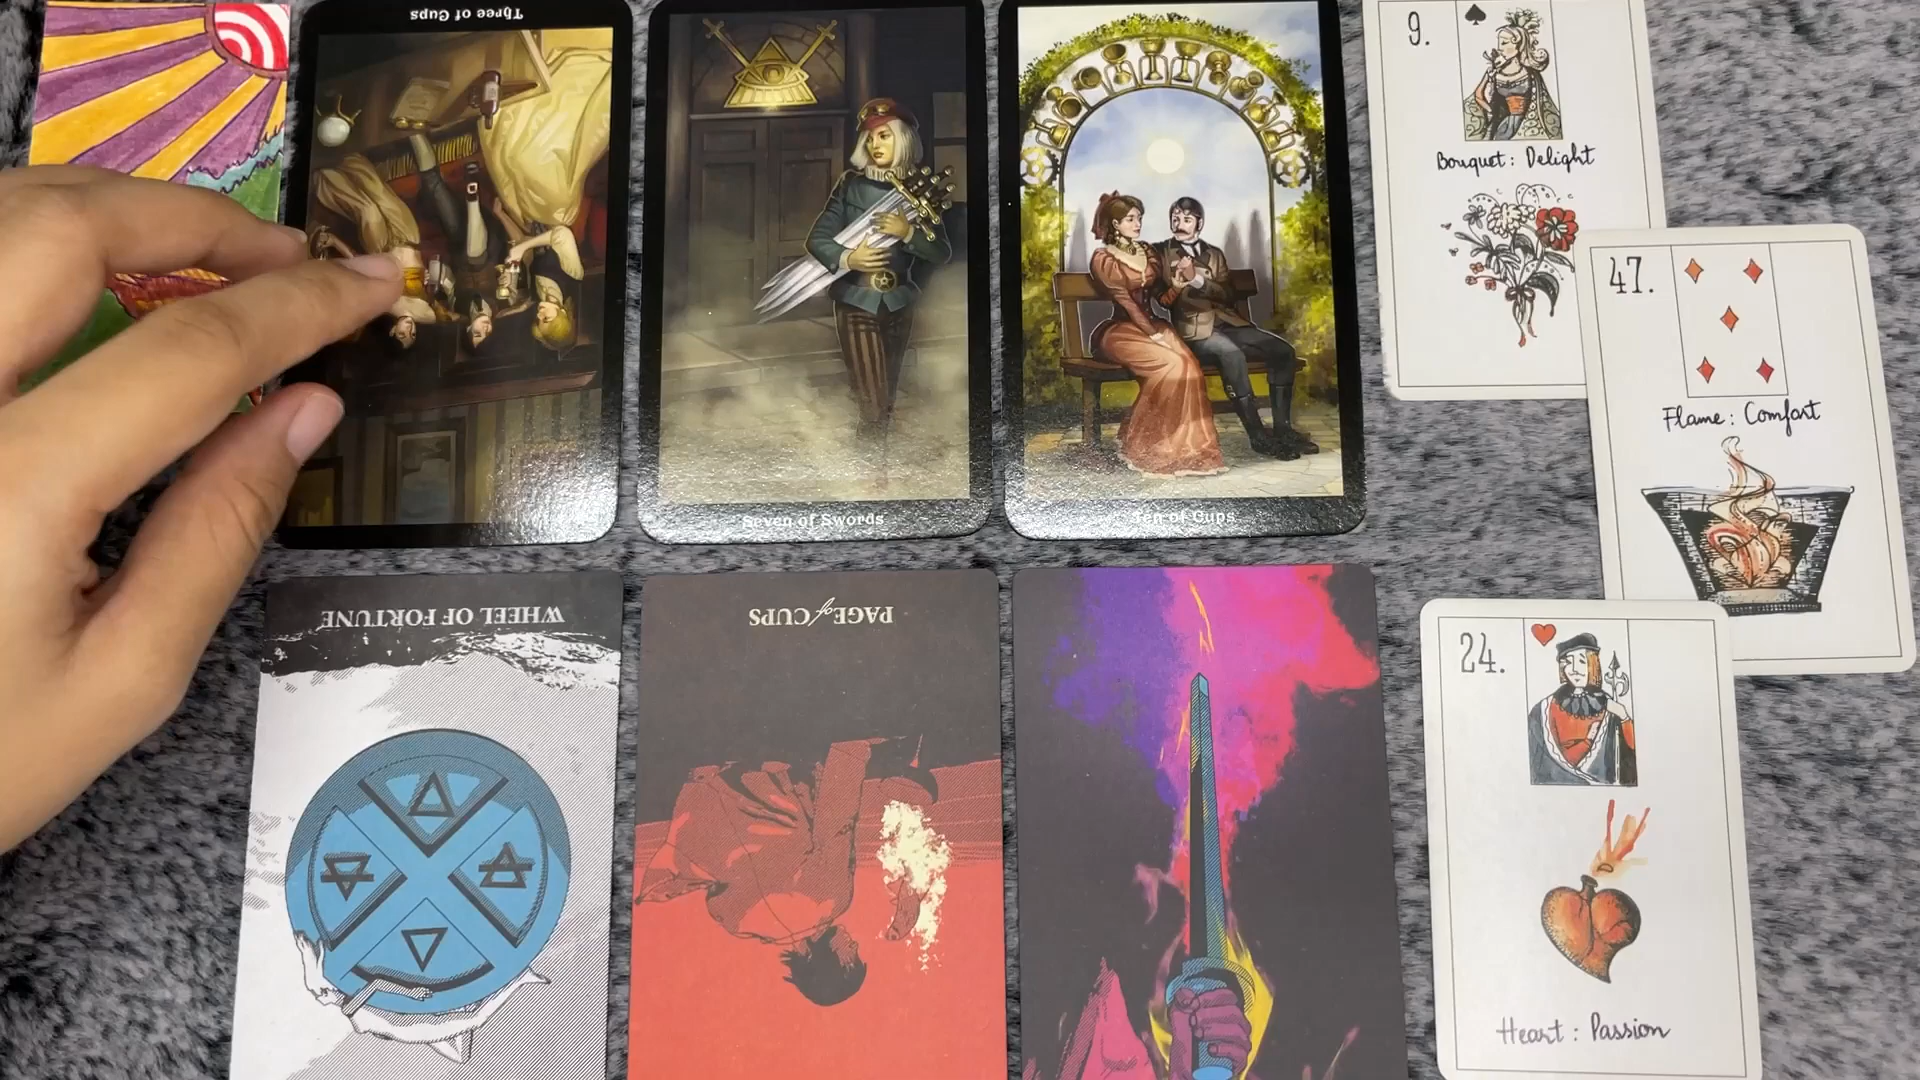 Three of Cups
Seven of Swords
Ten of Cups
9.
Bouquet: Delight
47.
Flame: Comfort
WHEEL OF FORTUNE
PAGE of CUPS
24.
Heart: Passion